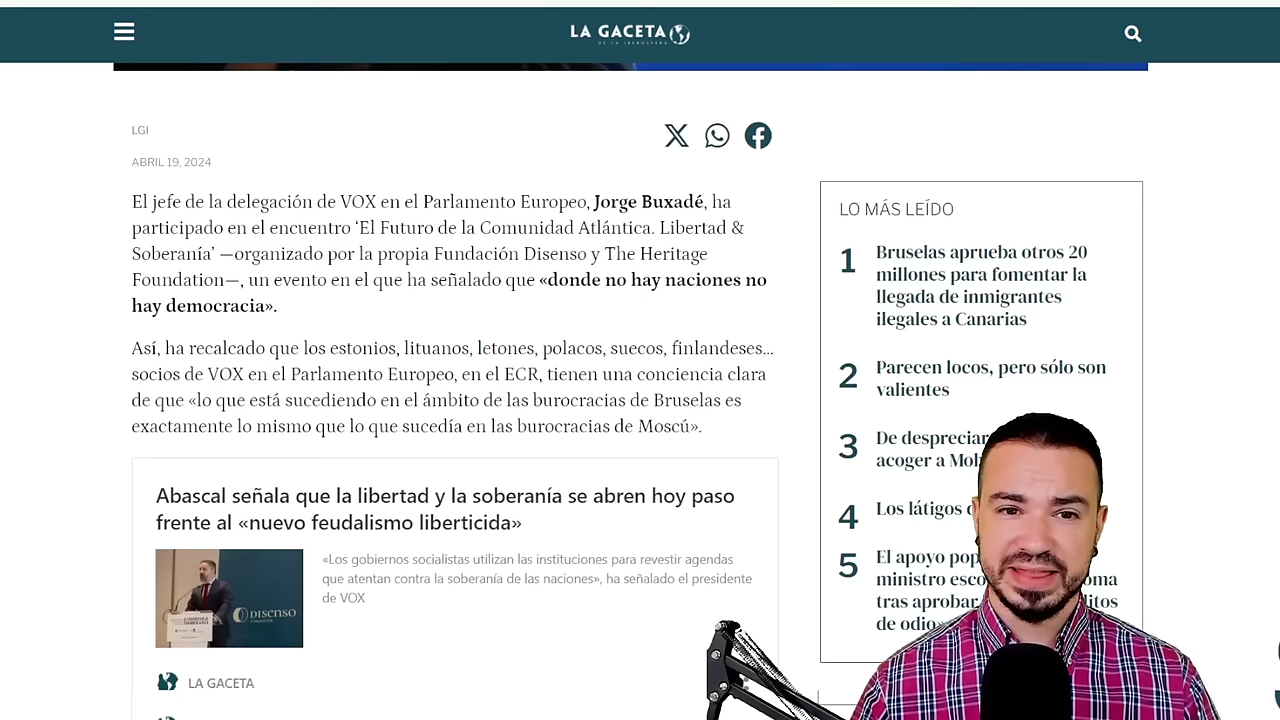 LA GACETA
DE LA IBEROSFERA
LGI
ABRIL 19, 2024
El jefe de la delegación de VOX en el Parlamento Europeo, Jorge Buxadé, ha
participado en el encuentro ‘El Futuro de la Comunidad Atlántica. Libertad &
Soberanía’ —organizado por la propia Fundación Disenso y The Heritage
Foundation—, un evento en el que ha señalado que «donde no hay naciones no
hay democracia».
Así, ha recalcado que los estonios, lituanos, letones, polacos, suecos, finlandeses...
socios de VOX en el Parlamento Europeo, en el ECR, tienen una conciencia clara
de que «lo que está sucediendo en el ámbito de las burocracias de Bruselas es
exactamente lo mismo que lo que sucedía en las burocracias de Moscú».
Abascal señala que la libertad y la soberanía se abren hoy paso
frente al «nuevo feudalismo liberticida»
«Los gobiernos socialistas utilizan las instituciones para revestir agendas
que atentan contra la soberanía de las naciones», ha señalado el presidente
de VOX
DISENSO
LA GACETA
LO MÁS LEÍDO
1 Bruselas aprueba otros 20
millones para fomentar la
llegada de inmigrantes
ilegales a Canarias
2 Parecen locos, pero sólo son
valientes
3 De despreciar
acoger a
4 Los látigos
5 El apoyo
ministro
tras aprobar
de odio»